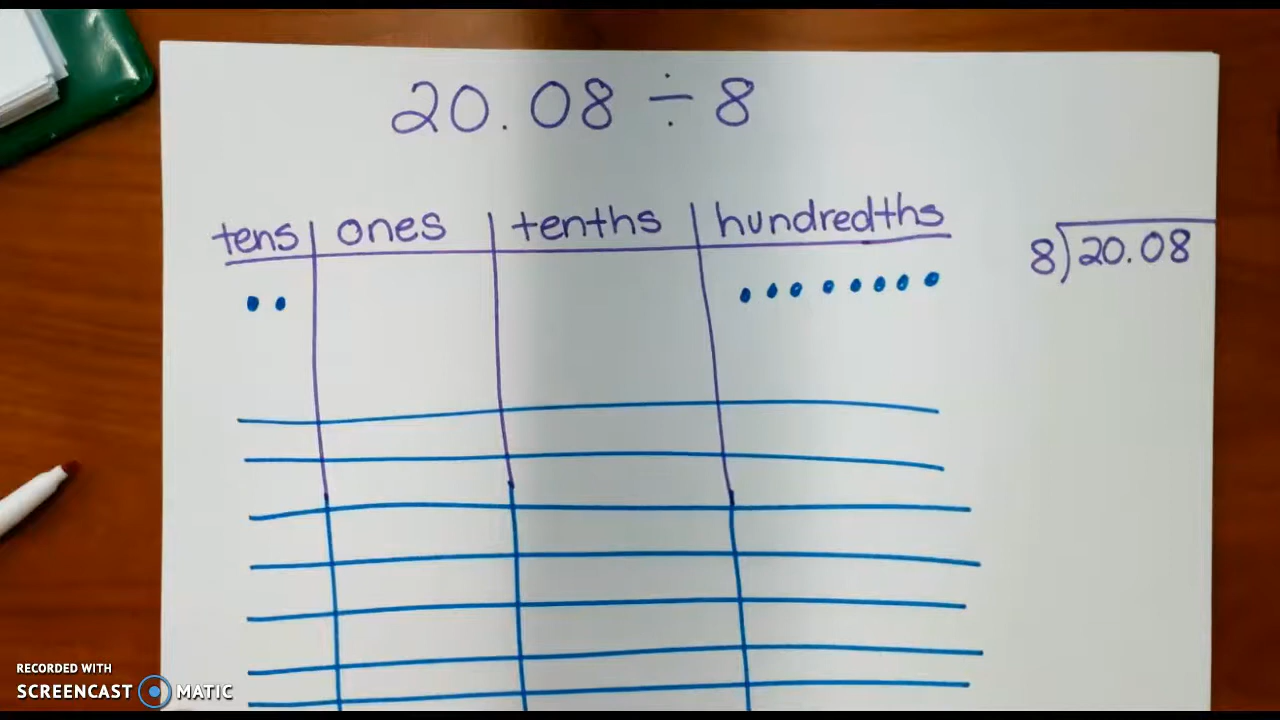 20.08 ÷ 8
tens ones tenths hundredths
8)20.08
RECORDED WITH
SCREENCAST MATIC